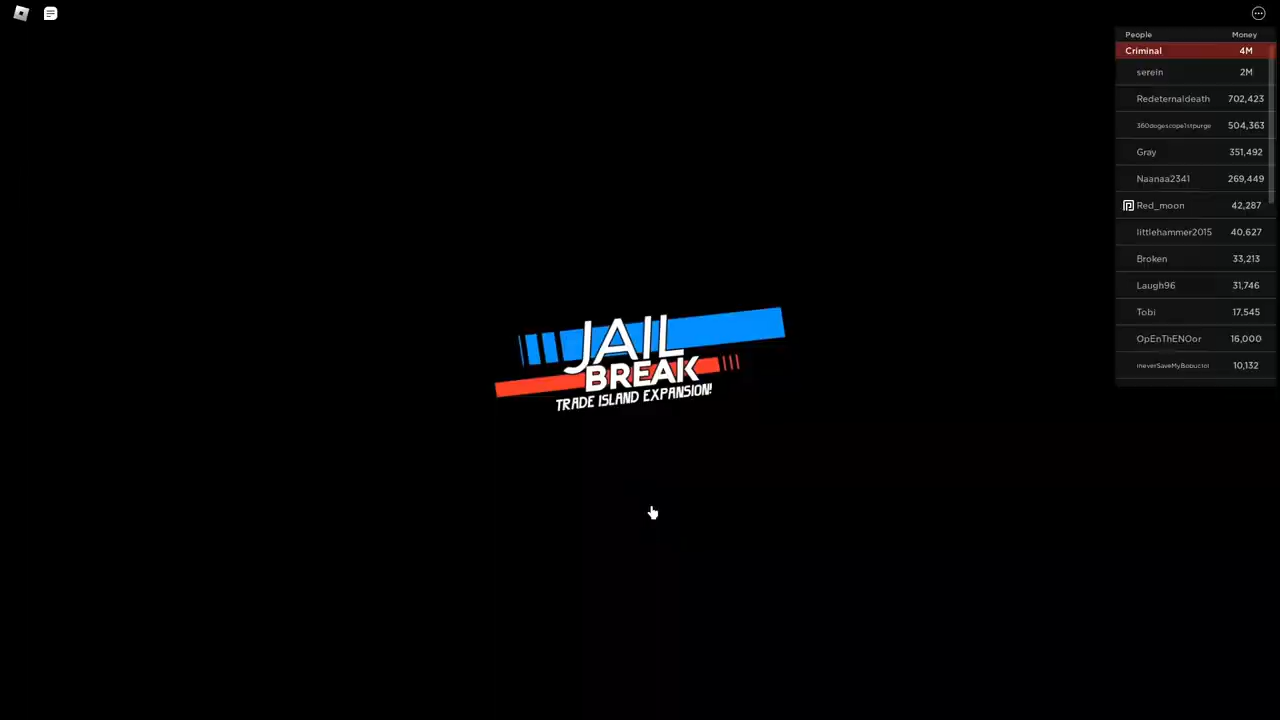 People Money
Criminal 4M
serein 2M
Redeternaldeath 702,423
360dogescope1stpurge 504,363
Gray 351,492
Naanaa2341 269,449
Red_moon 42,287
littlehammer2015 40,627
Broken 33,213
Laugh96 31,746
Tobi 17,545
OpEnThENOor 16,000
10,132
JAIL
BREAK
TRADE ISLAND EXPANSION!